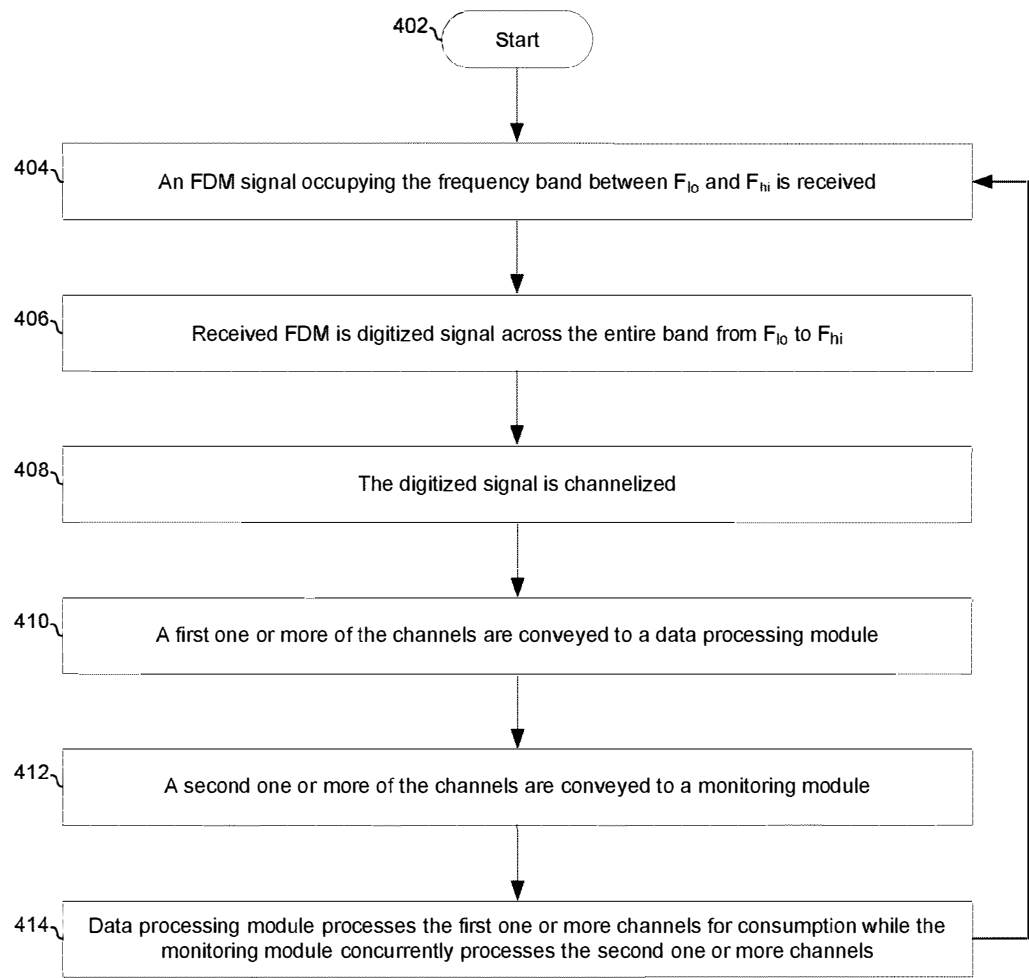 402
Start
404
An FDM signal occupying the frequency band between Flo and Fhi is received
406
Received FDM is digitized signal across the entire band from Flo to Fhi
408
The digitized signal is channelized
410
A first one or more of the channels are conveyed to a data processing module
412
A second one or more of the channels are conveyed to a monitoring module
414
Data processing module processes the first one or more channels for consumption while the
monitoring module concurrently processes the second one or more channels